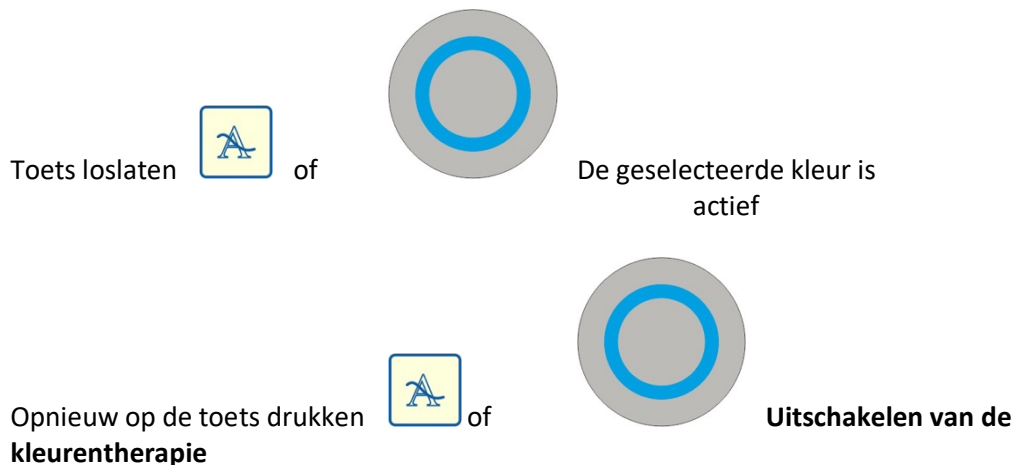 Toets loslaten A of De geselecteerde kleur is
actief
Opnieuw op de toets drukken A of Uitschakelen van de
kleurentherapie